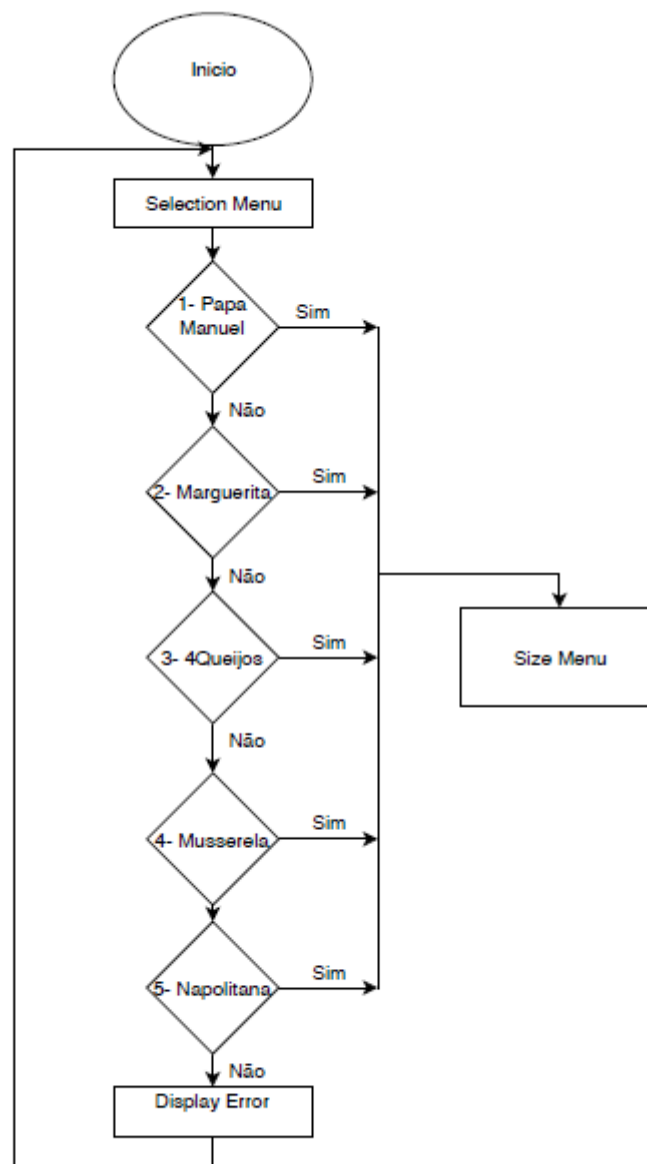 Inicio
Selection Menu
1- Papa
Manuel
Sim
Não
2- Marguerita
Sim
Não
3- 4Queijos
Sim
Não
Size Menu
4- Musserela
Sim
5- Napolitana
Sim
Não
Display Error